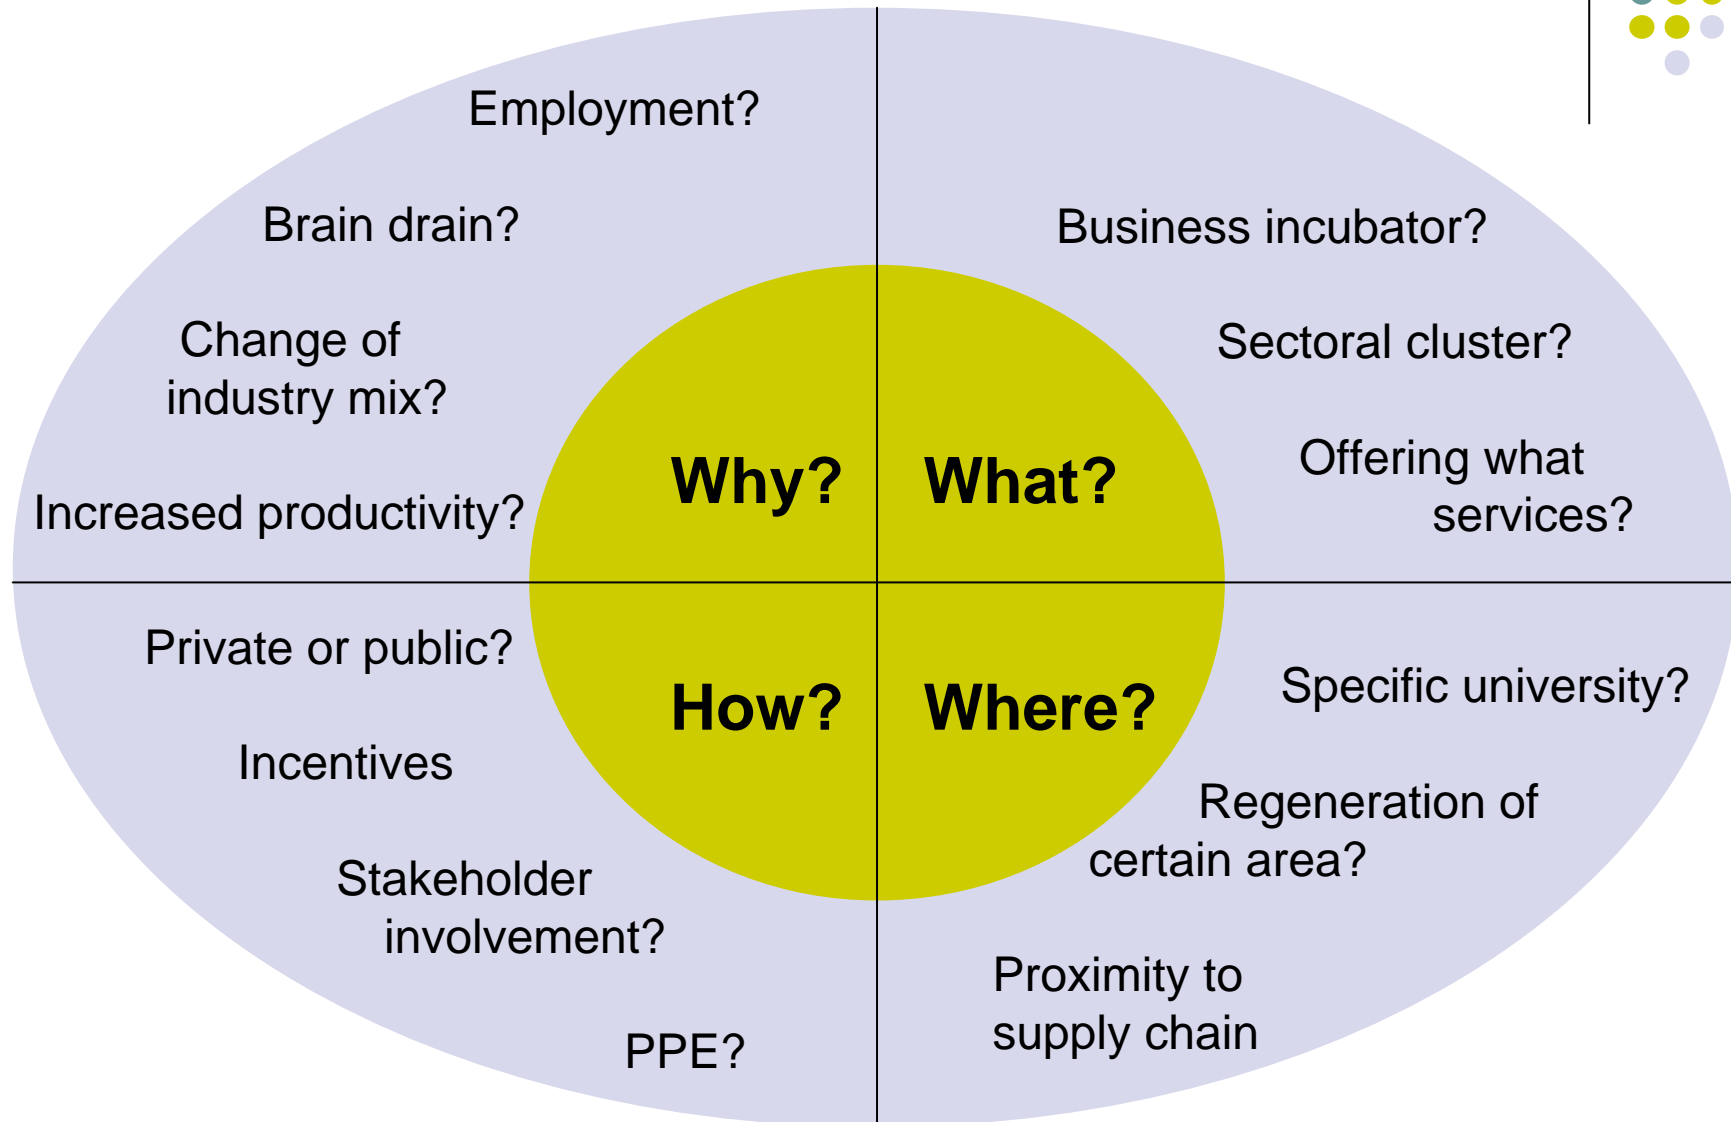 Employment?
Brain drain?
Change of
industry mix?
Increased productivity?
Why?
Business incubator?
Sectoral cluster?
Offering what
services?
What?
Private or public?
Incentives
Stakeholder
involvement?
PPE?
How?
Where?
Specific university?
Regeneration of
certain area?
Proximity to
supply chain